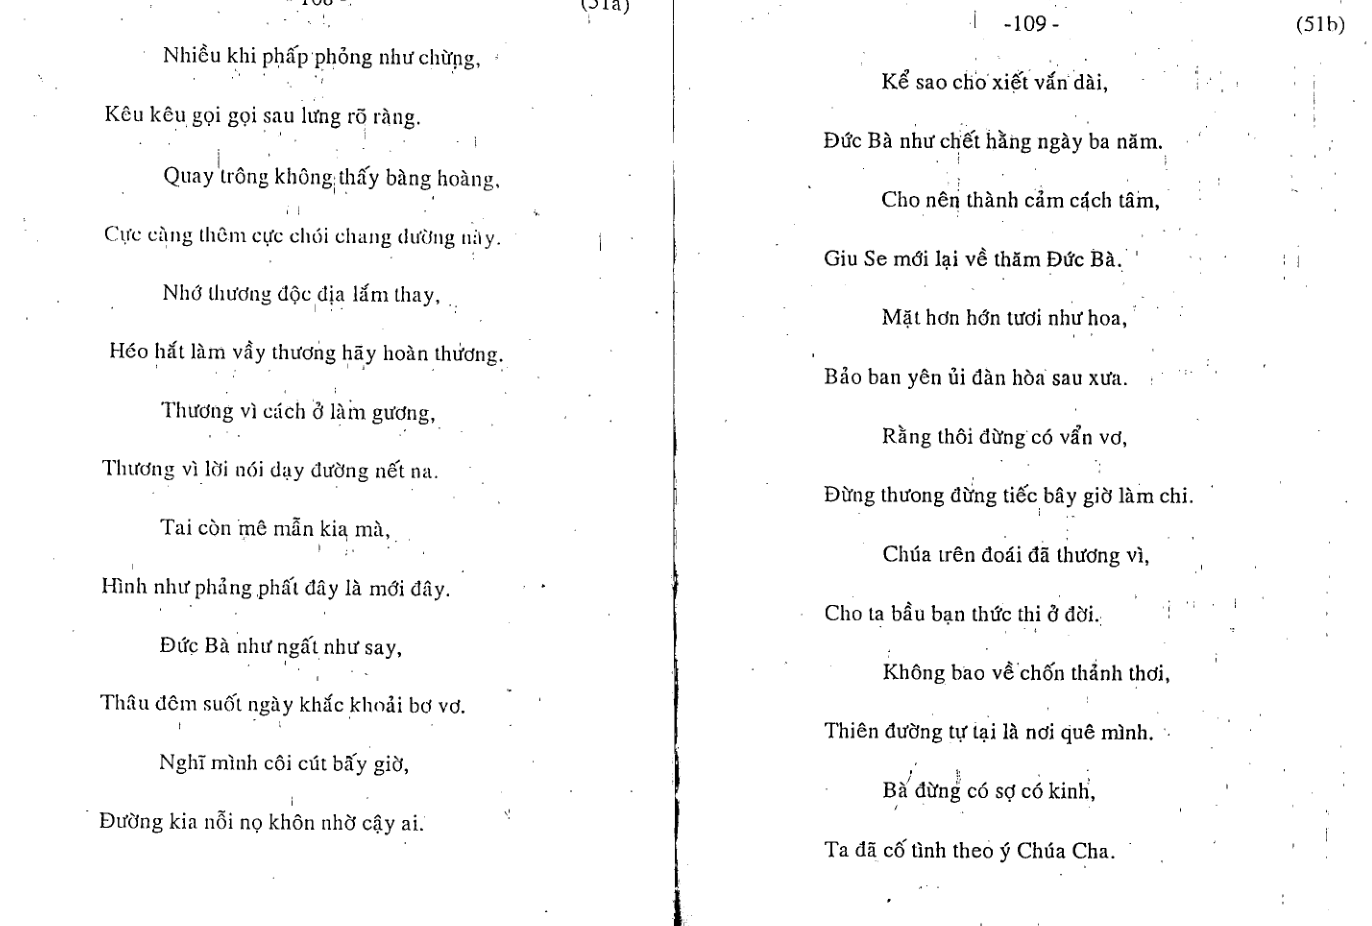 - 108 -
(51a)
Nhiều khi phấp phỏng như chừng,
Kêu kêu gọi gọi sau lưng rõ ràng.
Quay trông không thấy bàng hoàng,
Cực càng thêm cực chói chang dường này.
Nhớ thương độc địa lắm thay,
Héo hắt làm vầy thương hãy hoàn thương.
Thương vì cách ở làm gương,
Thương vì lời nói dạy đường nết na.
Tai còn mê mẩn kia mà,
Hình như phảng phất đây là mới đây.
Đức Bà như ngất như say,
Thâu đêm suốt ngày khắc khoải bơ vơ.
Nghĩ mình côi cút bấy giờ,
Đường kia nỗi nọ khôn nhờ cậy ai.
-109 -
(51b)
Kể sao cho xiết vắn dài,
Đức Bà như chết hằng ngày ba năm.
Cho nên thành cảm cách tâm,
Giu Se mới lại về thăm Đức Bà.
Mặt hơn hớn tươi như hoa,
Bảo ban yên ủi đàn hòa sau xưa.
Rằng thôi đừng có vẩn vơ,
Đừng thưong đừng tiếc bây giờ làm chi.
Chúa trên đoái đã thương vì,
Cho ta bầu bạn thức thi ở đời.
Không bao về chốn thảnh thơi,
Thiên đường tự tại là nơi quê mình.
Bà đừng có sợ có kinh,
Ta đã cố tình theo ý Chúa Cha.